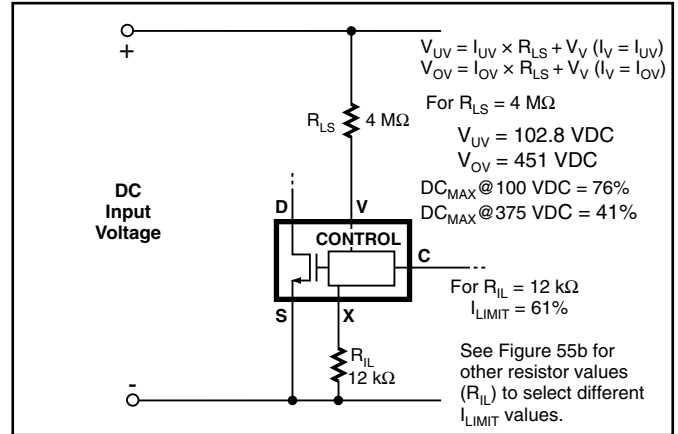 +
V_UV = I_UV × R_LS + V_V (I_V = I_UV)
V_OV = I_OV × R_LS + V_V (I_V = I_OV)
For R_LS = 4 MΩ
R_LS
4 MΩ
V_UV = 102.8 VDC
V_OV = 451 VDC
DC_MAX@100 VDC = 76%
DC_MAX@375 VDC = 41%
DC
Input
Voltage
D
V
CONTROL
C
For R_IL = 12 kΩ
I_LIMIT = 61%
S
X
R_IL
12 kΩ
See Figure 55b for
other resistor values
(R_IL) to select different
I_LIMIT values.
-